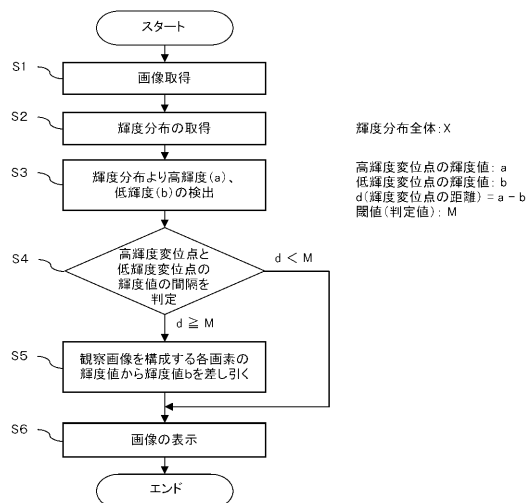 スタート
S1
画像取得
S2
輝度分布の取得
S3
輝度分布より高輝度(a)、
低輝度(b)の検出
S4
高輝度変位点と
低輝度変位点の
輝度値の間隔を
判定
d < M
d ≧ M
S5
観察画像を構成する各画素の
輝度値から輝度値bを差し引く
S6
画像の表示
エンド
輝度分布全体: X
高輝度変位点の輝度値: a
低輝度変位点の輝度値: b
d(輝度変位点の距離) = a − b
閾値(判定値): M